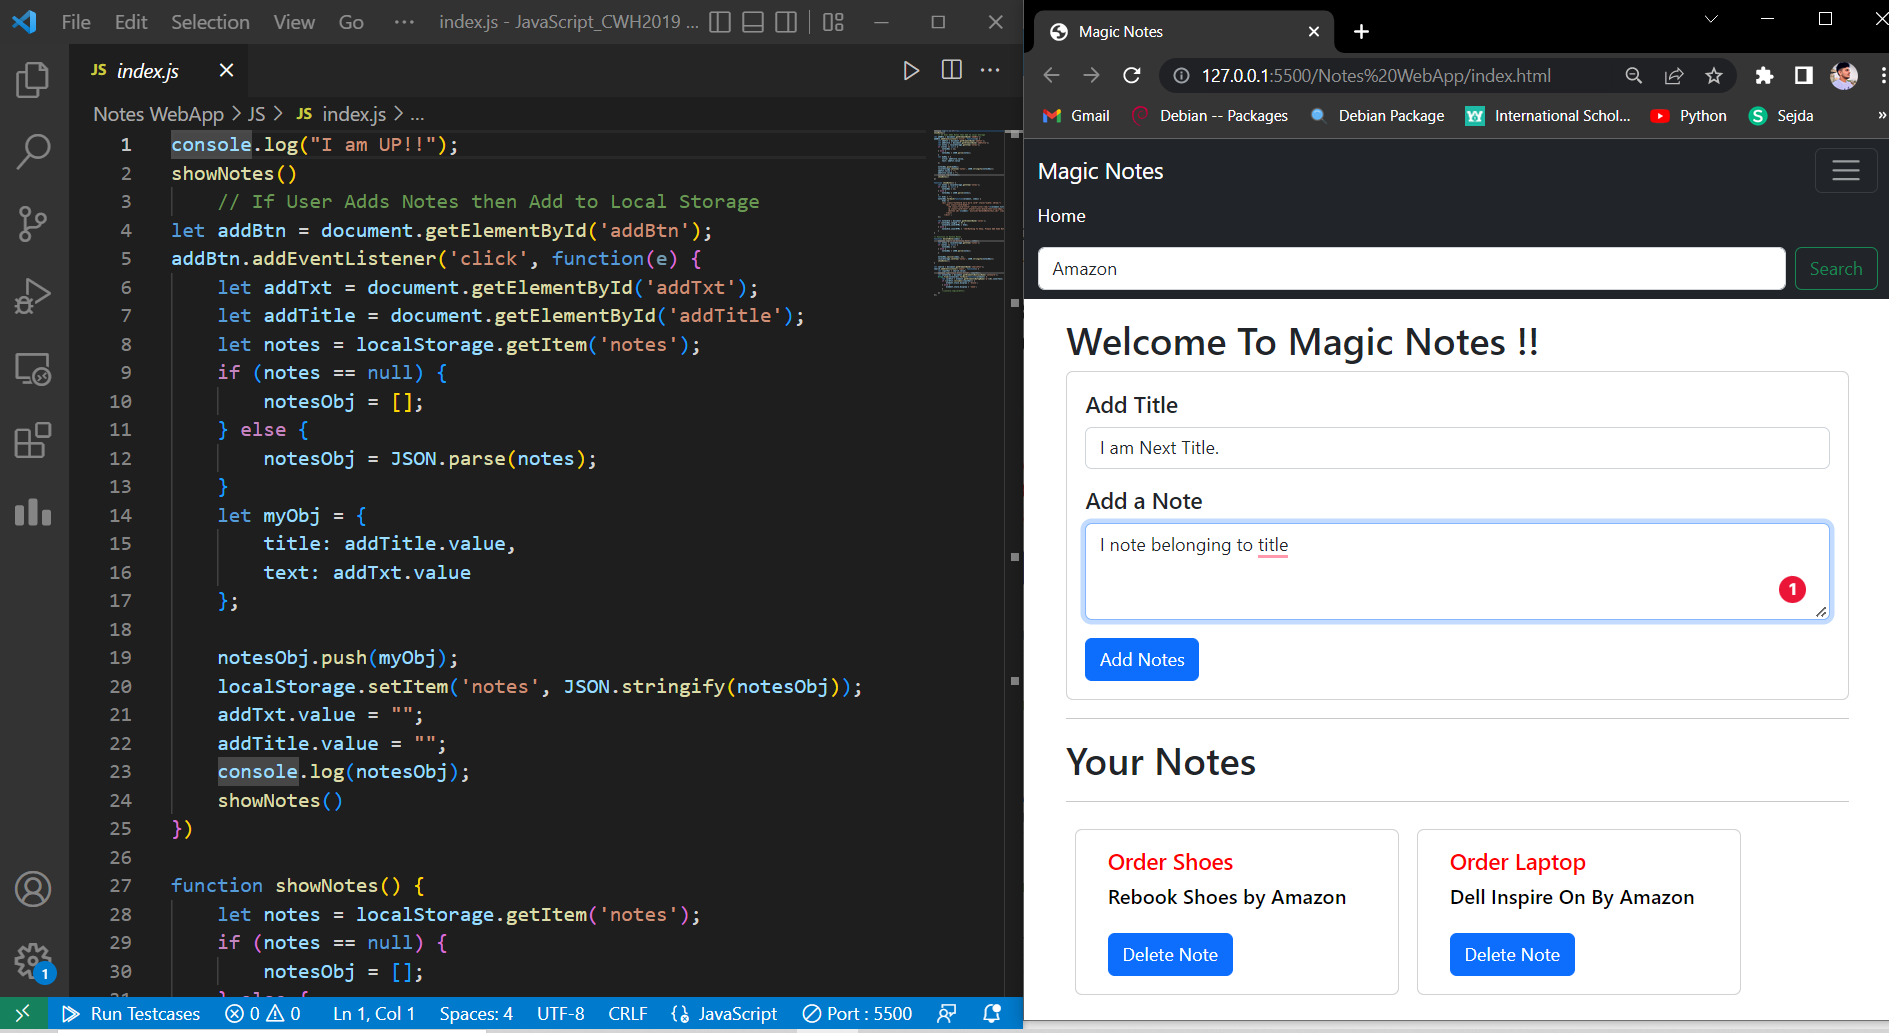 File Edit Selection View Go ··· index.js - JavaScript_CWH2019 ...
JS index.js
Notes WebApp > JS > JS index.js > ...
1 console.log("I am UP!!");
2 showNotes()
3 // If User Adds Notes then Add to Local Storage
4 let addBtn = document.getElementById('addBtn');
5 addBtn.addEventListener('click', function(e) {
6 let addTxt = document.getElementById('addTxt');
7 let addTitle = document.getElementById('addTitle');
8 let notes = localStorage.getItem('notes');
9 if (notes == null) {
10 notesObj = [];
11 } else {
12 notesObj = JSON.parse(notes);
13 }
14 let myObj = {
15 title: addTitle.value,
16 text: addTxt.value
17 };
18
19 notesObj.push(myObj);
20 localStorage.setItem('notes', JSON.stringify(notesObj));
21 addTxt.value = "";
22 addTitle.value = "";
23 console.log(notesObj);
24 showNotes()
25 })
26
27 function showNotes() {
28 let notes = localStorage.getItem('notes');
29 if (notes == null) {
30 notesObj = [];
31 } else {
1
Run Testcases 0 0 Ln 1, Col 1 Spaces: 4 UTF-8 CRLF JavaScript Port : 5500
Magic Notes
127.0.0.1:5500/Notes%20WebApp/index.html
Gmail Debian -- Packages Debian Package International Schol... Python Sejda »
Magic Notes
Home
Amazon Search
Welcome To Magic Notes !!
Add Title
I am Next Title.
Add a Note
I note belonging to title
1
Add Notes
Your Notes
Order Shoes
Rebook Shoes by Amazon
Delete Note
Order Laptop
Dell Inspire On By Amazon
Delete Note